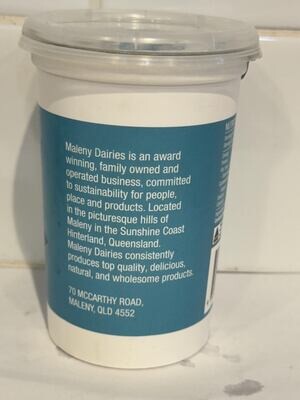 Maleny Dairies is an award
winning, family owned and
operated business, committed
to sustainability for people,
place and products. Located
in the picturesque hills of
Maleny in the Sunshine Coast
Hinterland, Queensland.
Maleny Dairies consistently
produces top quality, delicious,
natural, and wholesome products.
70 MCCARTHY ROAD,
MALENY, QLD 4552